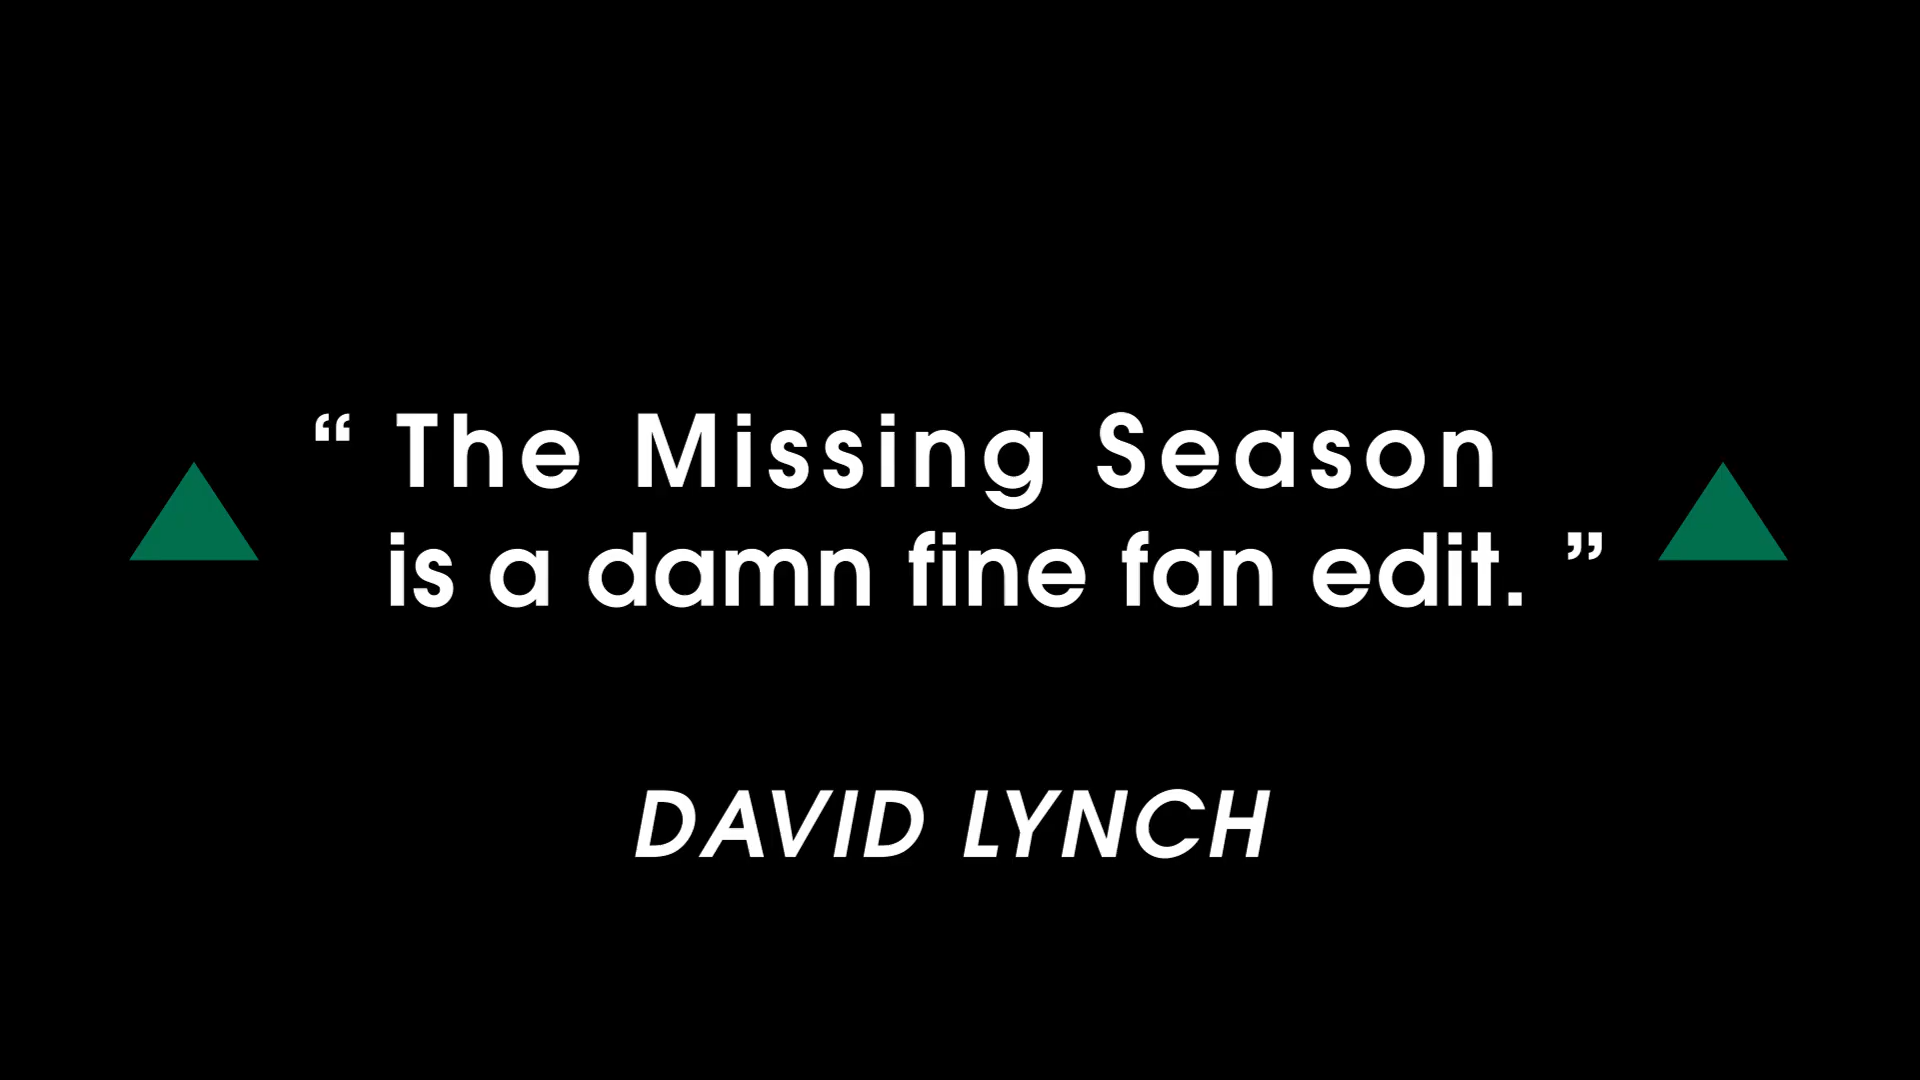 “ The Missing Season
is a damn fine fan edit. ”
DAVID LYNCH